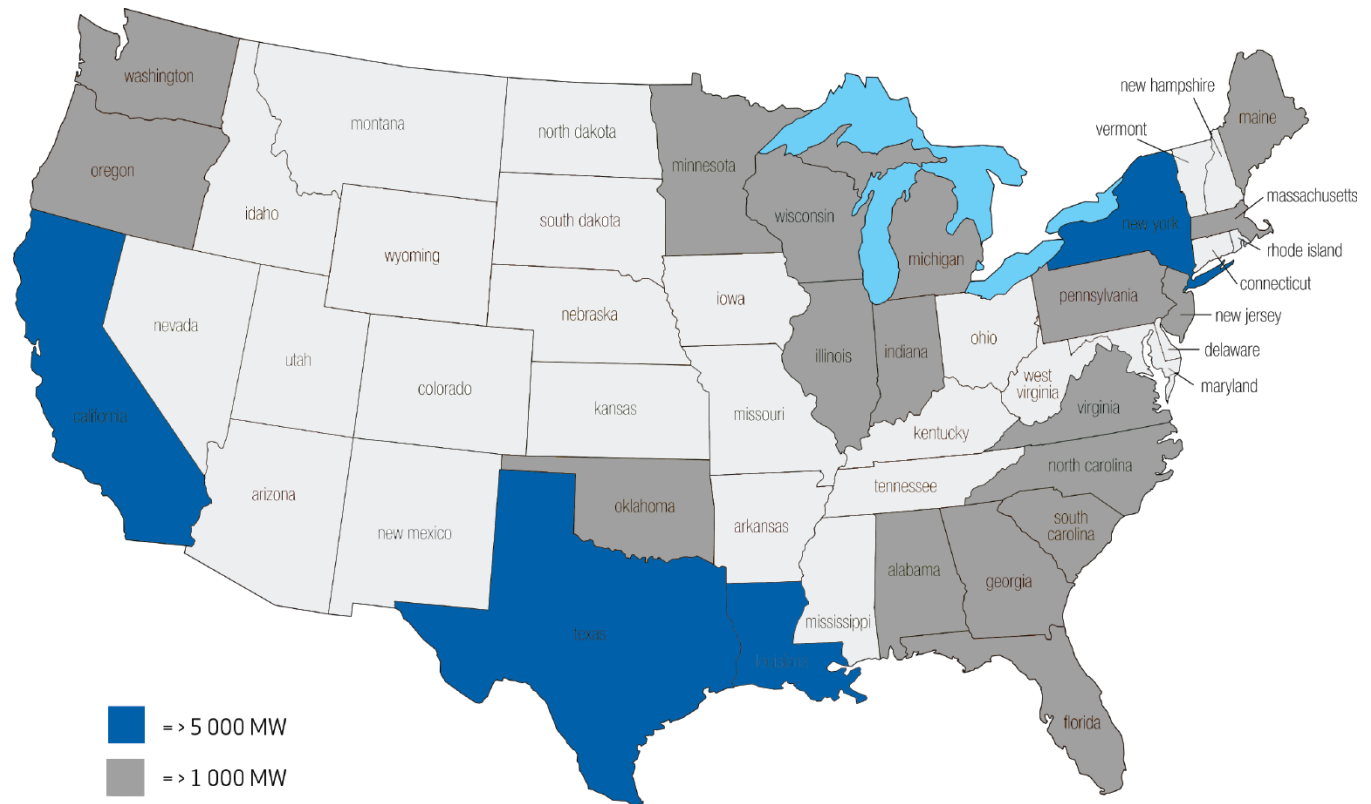 washington
oregon
california
idaho
nevada
montana
wyoming
utah
arizona
colorado
new mexico
north dakota
south dakota
nebraska
kansas
oklahoma
texas
minnesota
iowa
missouri
arkansas
wisconsin
illinois
michigan
indiana
ohio
kentucky
tennessee
mississippi
alabama
georgia
florida
south
carolina
north carolina
virginia
west
virginia
pennsylvania
new york
vermont
new hampshire
maine
massachusetts
rhode island
connecticut
new jersey
delaware
maryland
= > 5 000 MW
= > 1 000 MW